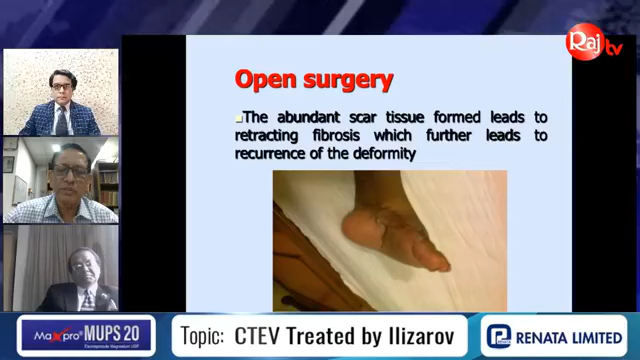 Raj
tv
Open surgery
The abundant scar tissue formed leads to
retracting fibrosis which further leads to
recurrence of the deformity
Maxpro® MUPS 20
Esomeprazole Magnesium USP
Topic: CTEV Treated by Ilizarov
RENATA LIMITED